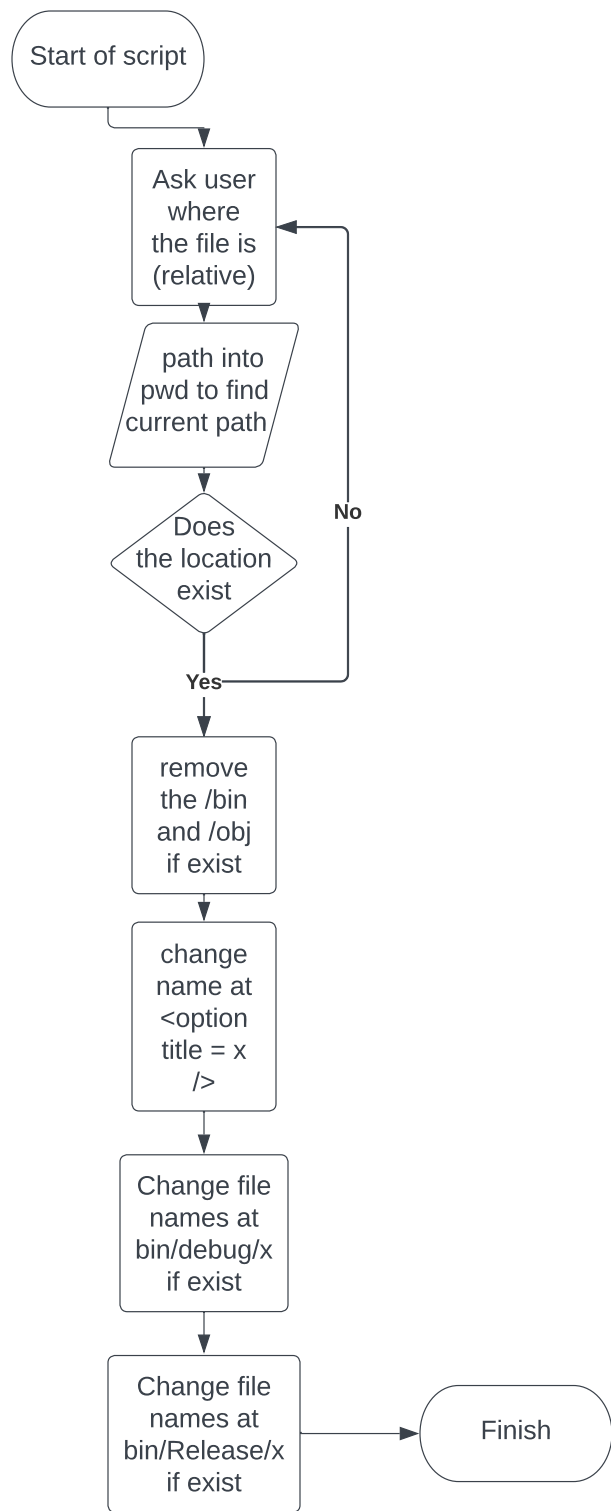 Start of script
Ask user
where
the file is
(relative)
path into
pwd to find
current path
Does
the location
exist
No
Yes
remove
the /bin
and /obj
if exist
change
name at
<option
title = x
/>
Change file
names at
bin/debug/x
if exist
Change file
names at
bin/Release/x
if exist
Finish